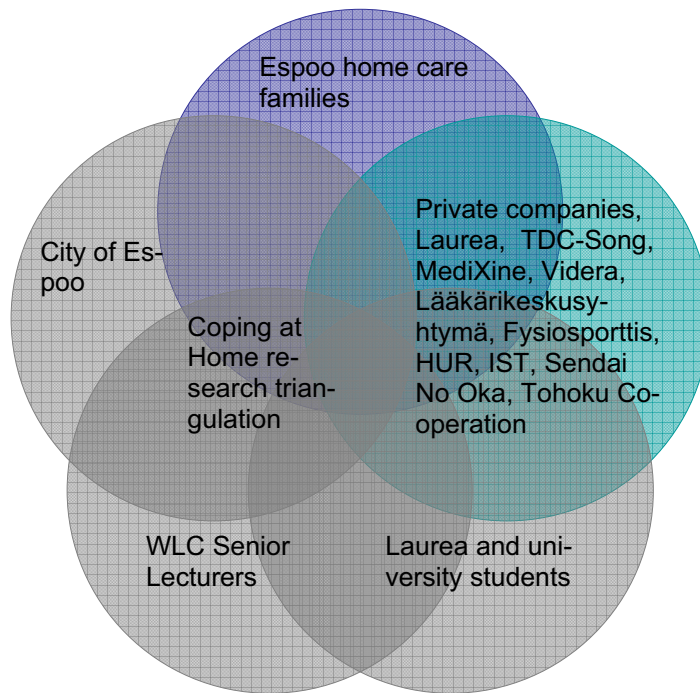 Espoo home care
families
Private companies,
Laurea, TDC-Song,
MediXine, Videra,
Lääkärikeskusy-
htymä, Fysiosporttis,
HUR, IST, Sendai
No Oka, Tohoku Co-
operation
City of Es-
poo
Coping at
Home re-
search trian-
gulation
WLC Senior
Lecturers
Laurea and uni-
versity students